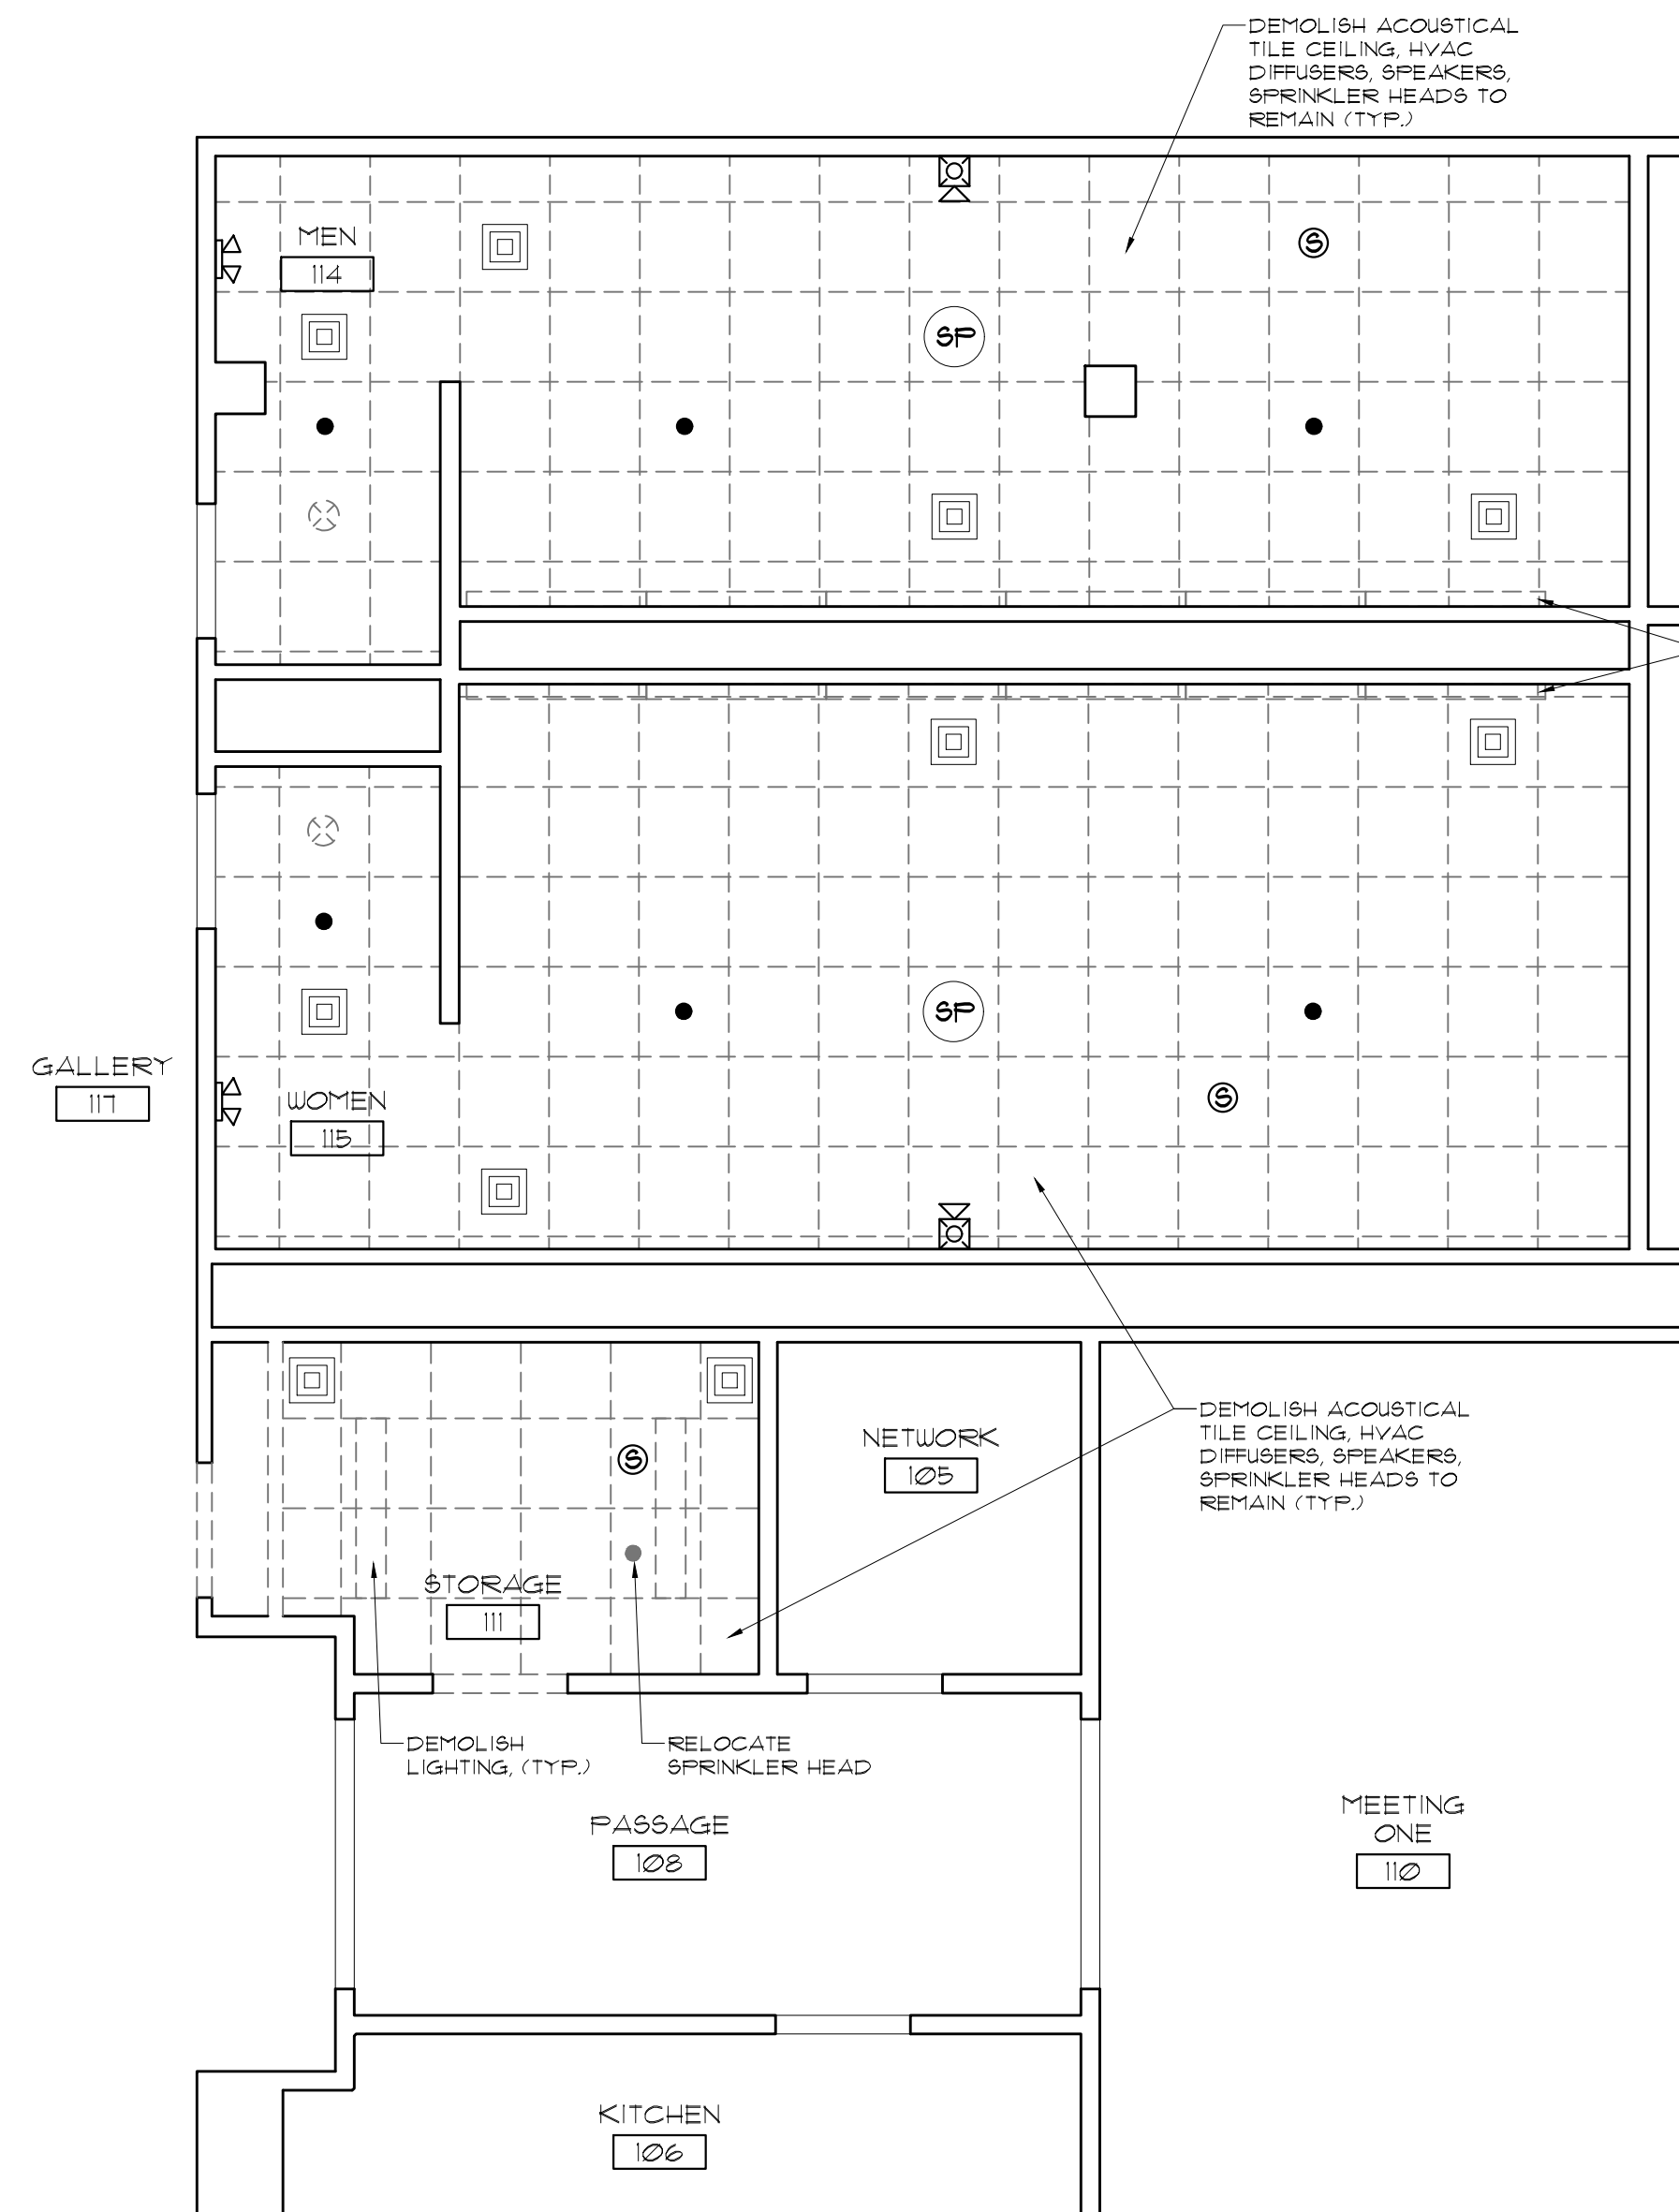 DEMOLISH ACOUSTICAL
TILE CEILING, HVAC
DIFFUSERS, SPEAKERS,
SPRINKLER HEADS TO
REMAIN (TYP.)
MEN
114
S
SP
SP
GALLERY
117
WOMEN
115
S
DEMOLISH ACOUSTICAL
TILE CEILING, HVAC
DIFFUSERS, SPEAKERS,
SPRINKLER HEADS TO
REMAIN (TYP.)
NETWORK
105
S
STORAGE
111
DEMOLISH
LIGHTING, (TYP.)
RELOCATE
SPRINKLER HEAD
PASSAGE
108
MEETING
ONE
110
KITCHEN
106